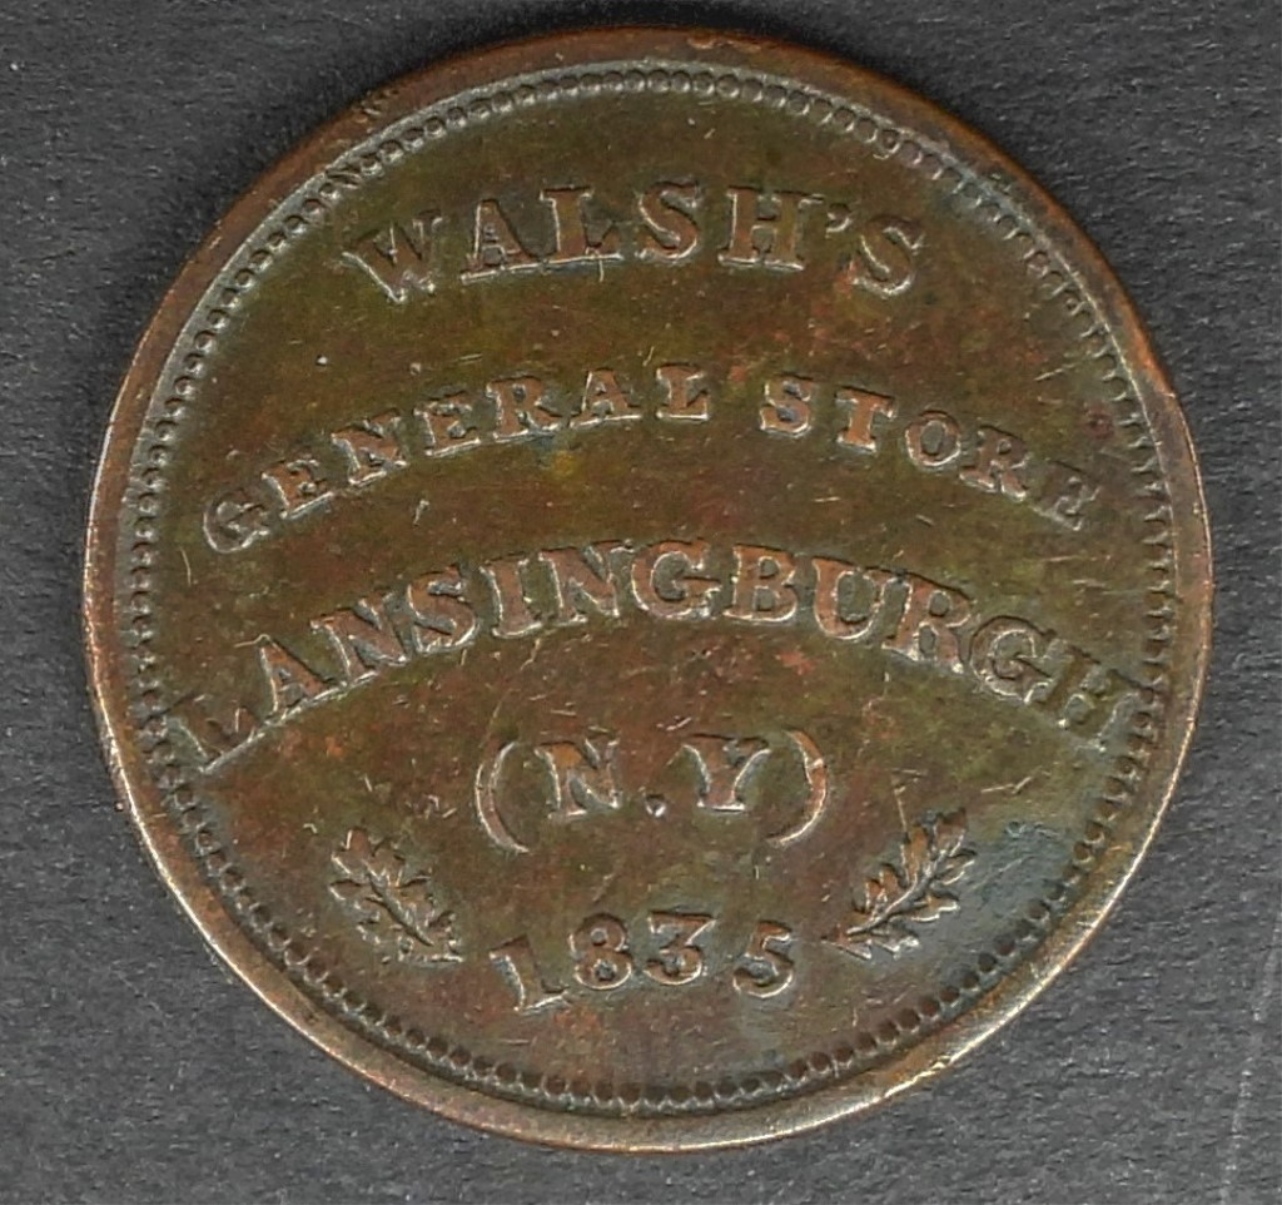 WALSH'S
GENERAL STORE
LANSINGBURGH
(N.Y)
1835